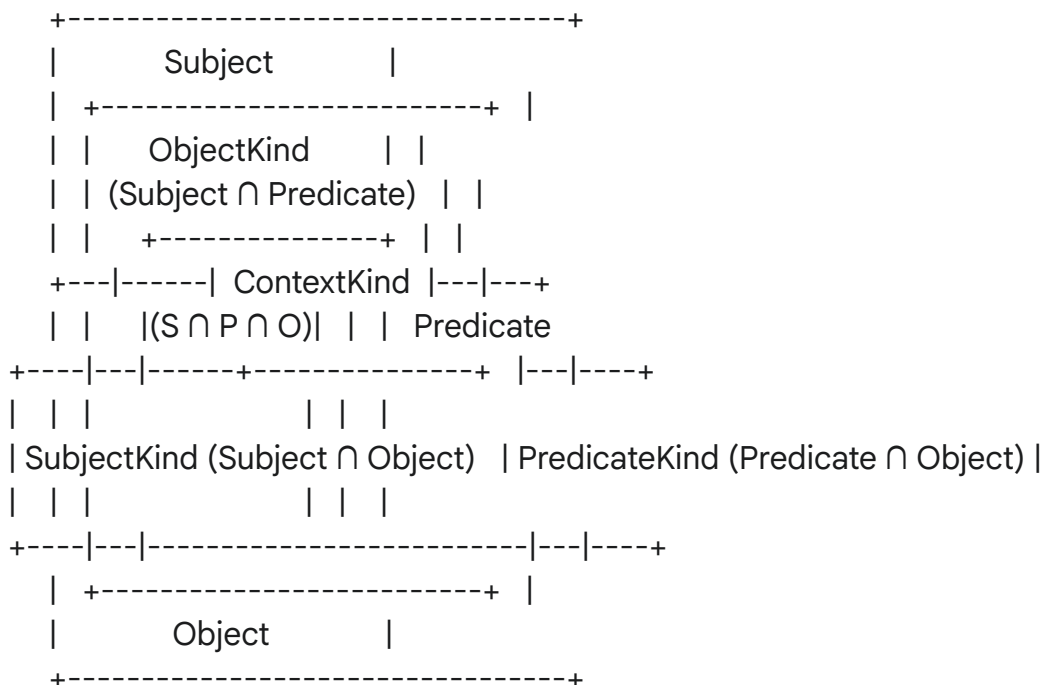 +----------------------------------+
| Subject |
| +--------------------------+ |
| | ObjectKind | |
| | (Subject ∩ Predicate) | |
| | +---------------+ | |
+---|------| ContextKind |---|---+
| | |(S ∩ P ∩ O)| | | Predicate
+----|---|------+---------------+ |---|----+
| | | | | |
| SubjectKind (Subject ∩ Object) | PredicateKind (Predicate ∩ Object) |
| | | | | |
+----|---|--------------------------|---|----+
| +--------------------------+ |
| Object |
+----------------------------------+